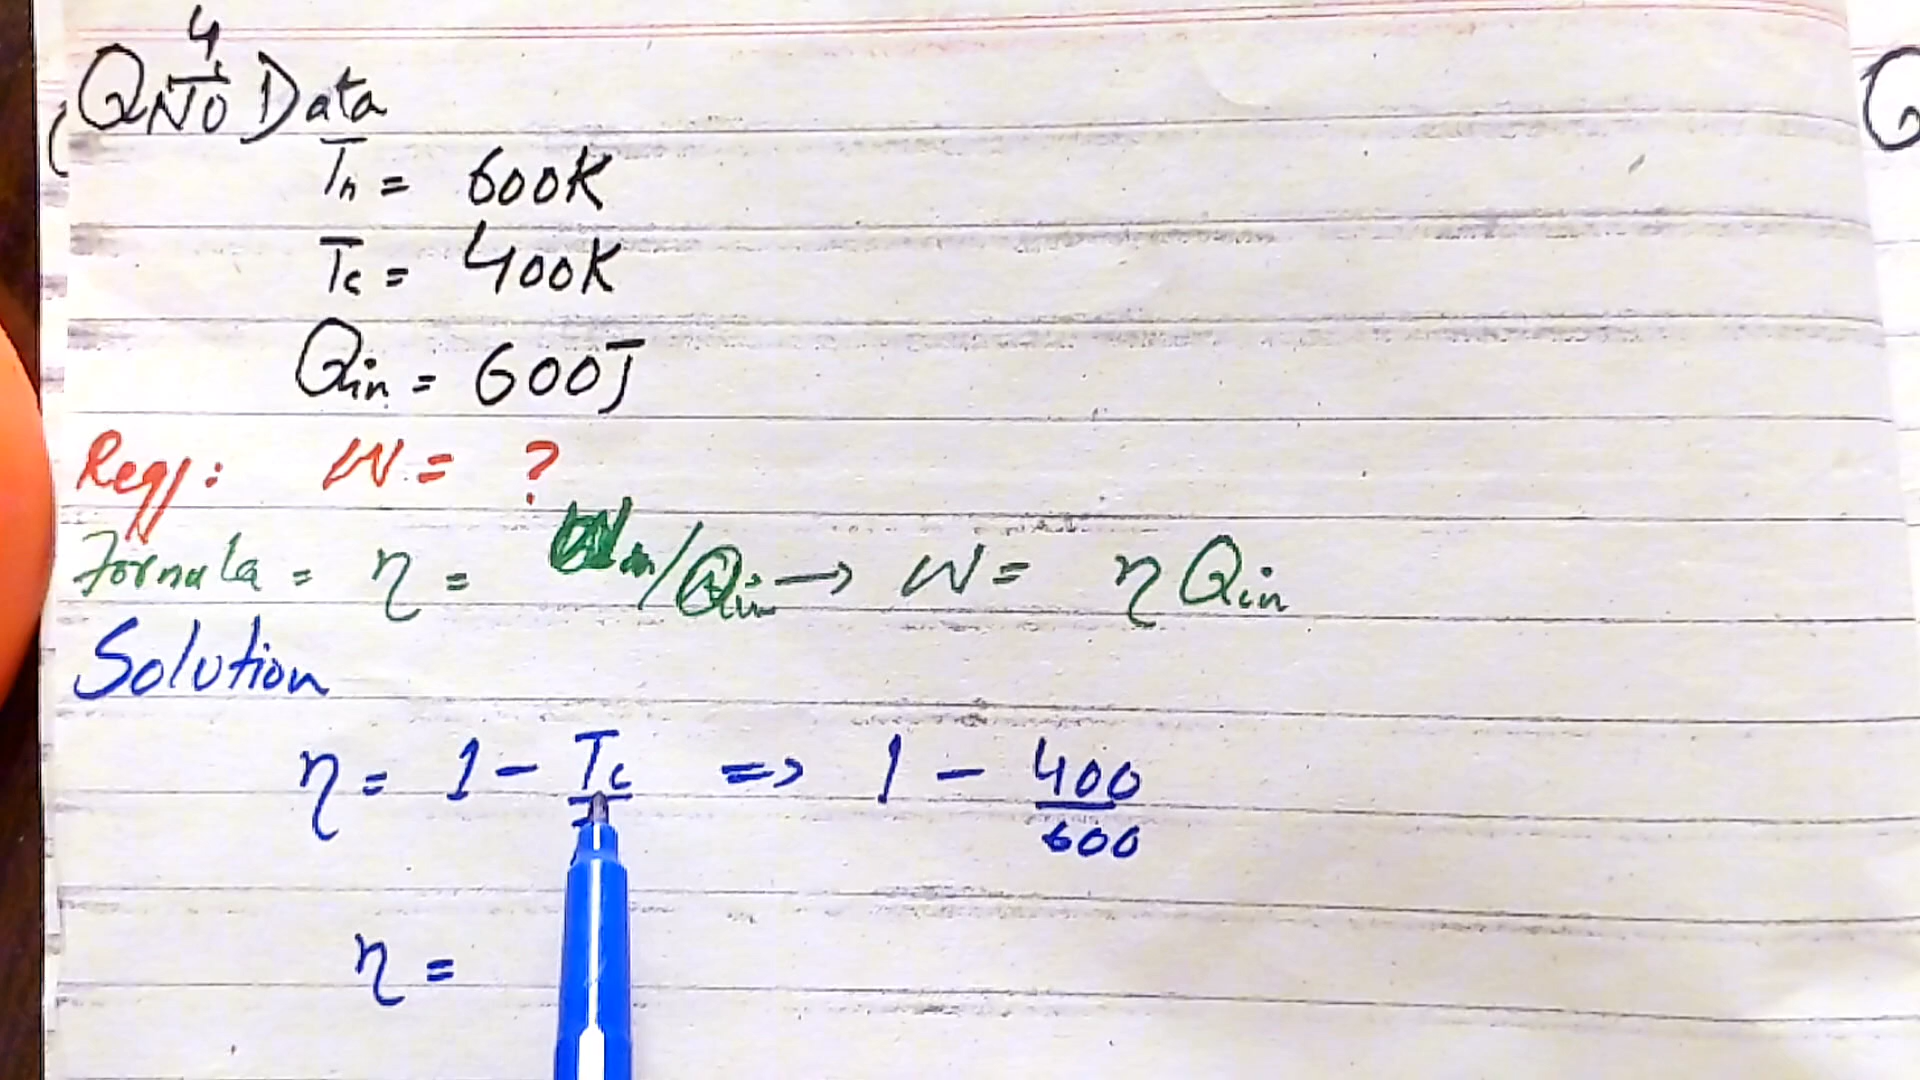 Q No 4 Data
Th = 600K
Tc = 400K
Qin = 600J
Req: W = ?
Formula = η = /Qin → W = η Qin
Solution
η = 1 - Tc/ => 1 - 400/600
η =